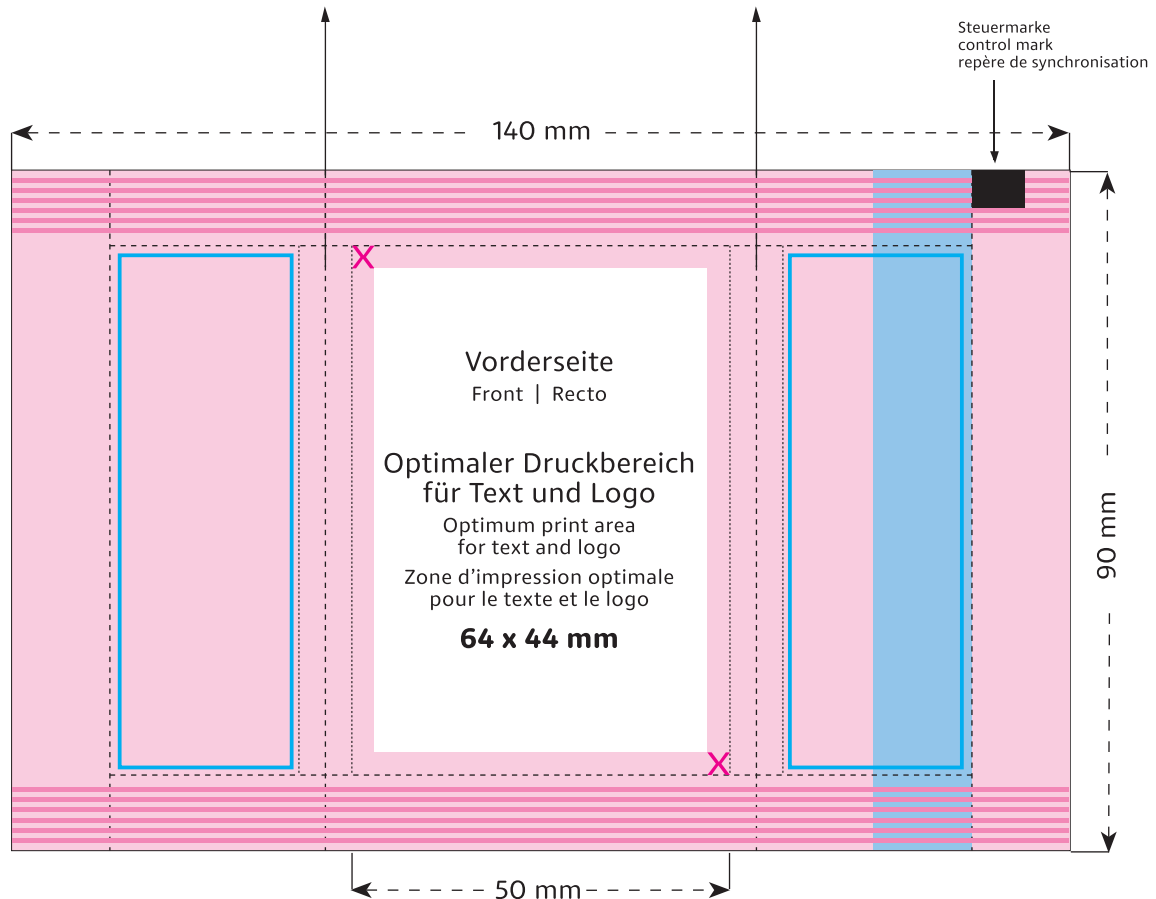 Steuermarke
control mark
repère de synchronisation
140 mm
X
Vorderseite
Front | Recto
Optimaler Druckbereich
für Text und Logo
Optimum print area
for text and logo
Zone d’impression optimale
pour le texte et le logo
64 x 44 mm
90 mm
X
50 mm